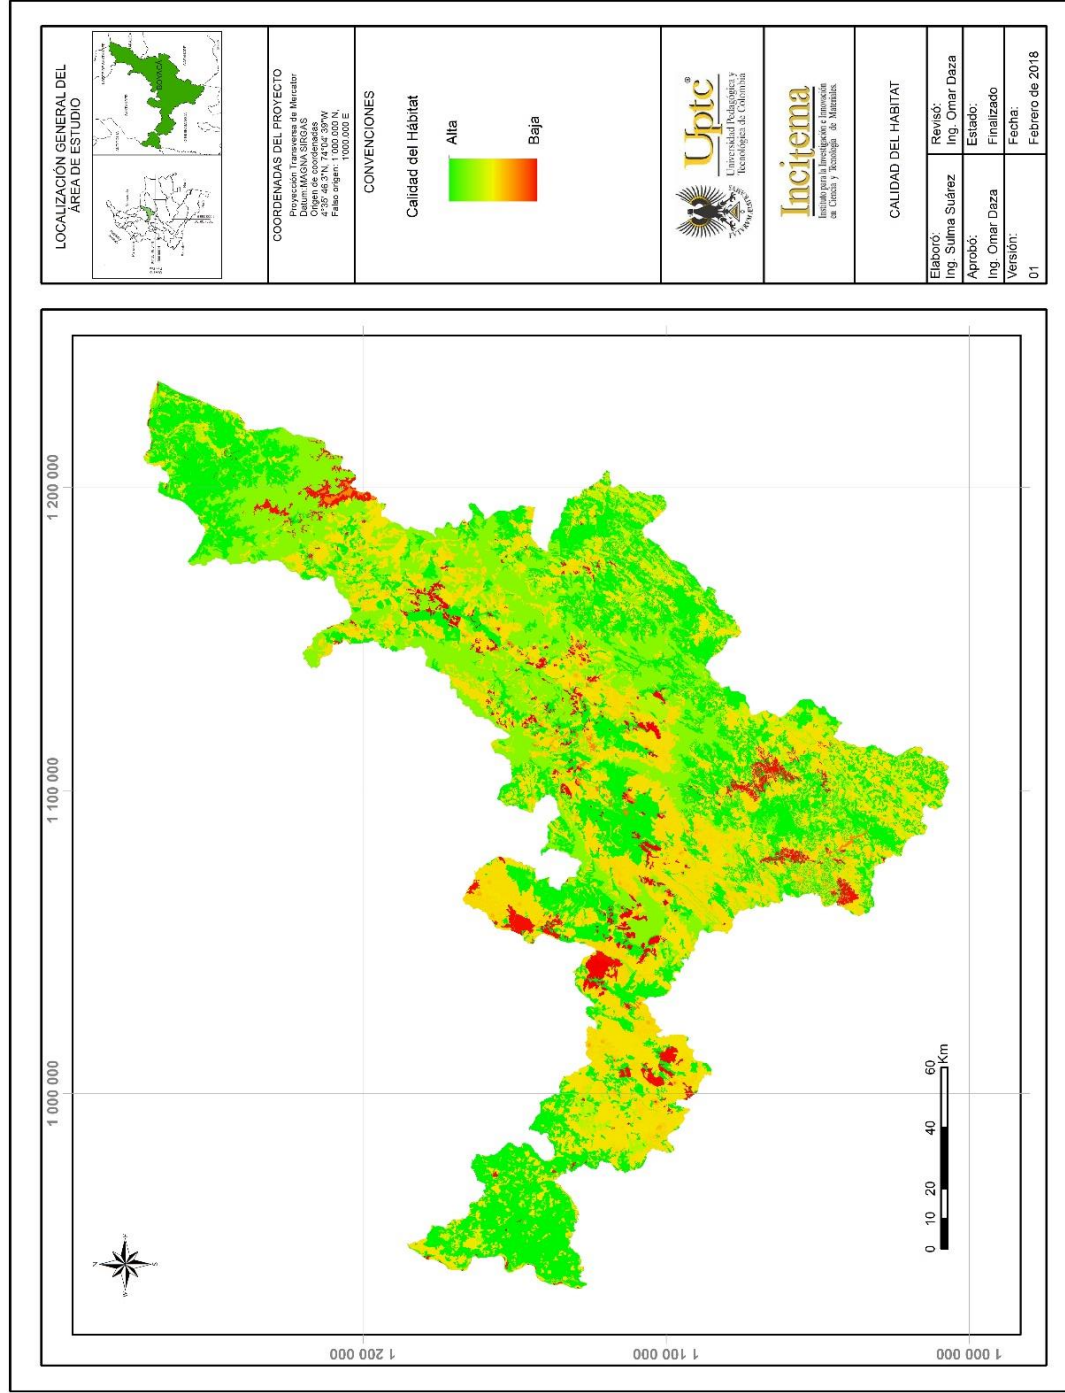 LOCALIZACIÓN GENERAL DEL
ÁREA DE ESTUDIO
BOYACÁ
COORDENADAS DEL PROYECTO
Proyección Transversa de Mercator
Datum: MAGNA SIRGAS
Origen de coordenadas
4°35' 46.3"N, 74°04' 39"W
Falso origen: 1'000 000 N,
1'000.000 E
CONVENCIONES
Calidad del Hábitat
Alta
Baja
Uptc®
Universidad Pedagógica y
Tecnológica de Colombia
Incitema
Instituto para la Investigación e Innovación
en Ciencia y Tecnología de Materiales
CALIDAD DEL HABITAT
Elaboró:
Ing. Sulma Suárez
Revisó:
Ing. Omar Daza
Aprobó:
Ing. Omar Daza
Estado:
Finalizado
Versión:
01
Fecha:
Febrero de 2018
1 000 000
1 100 000
1 200 000
1 200 000
1 100 000
1 000 000
N
S
0 10 20 40 60
Km